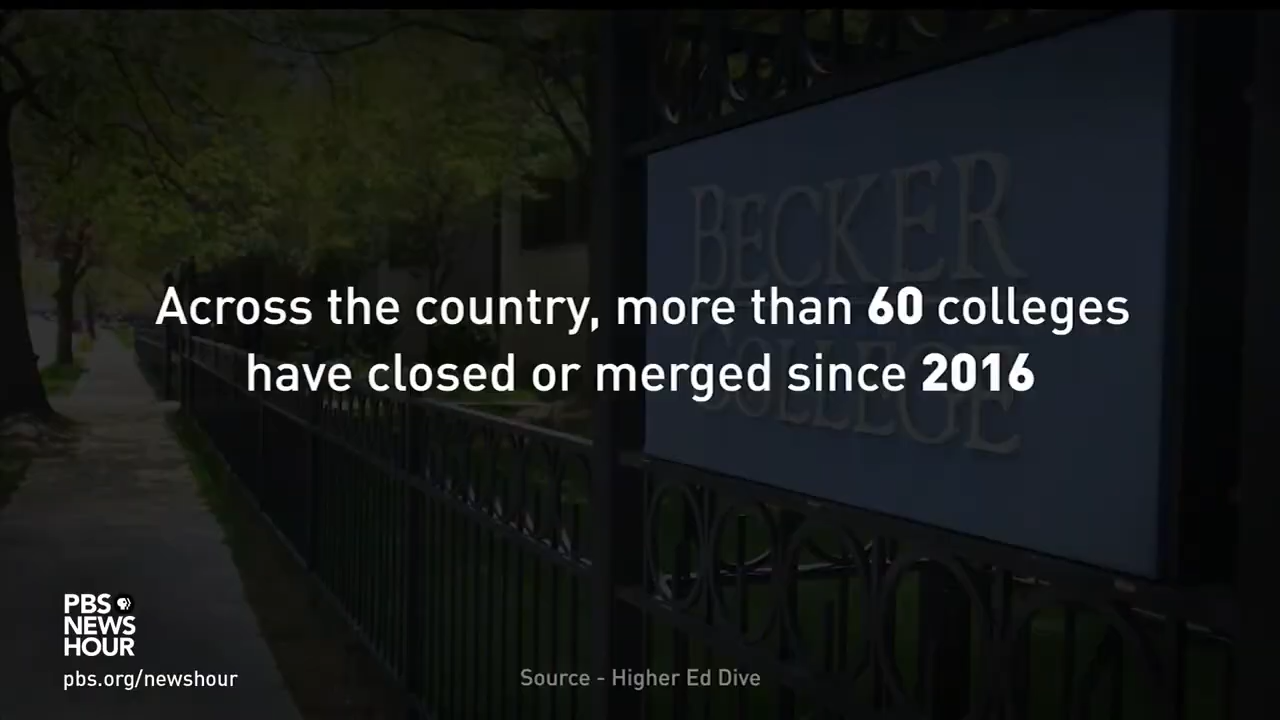 BECKER
COLLEGE
Across the country, more than 60 colleges
have closed or merged since 2016
PBS
NEWS
HOUR
pbs.org/newshour
Source - Higher Ed Dive